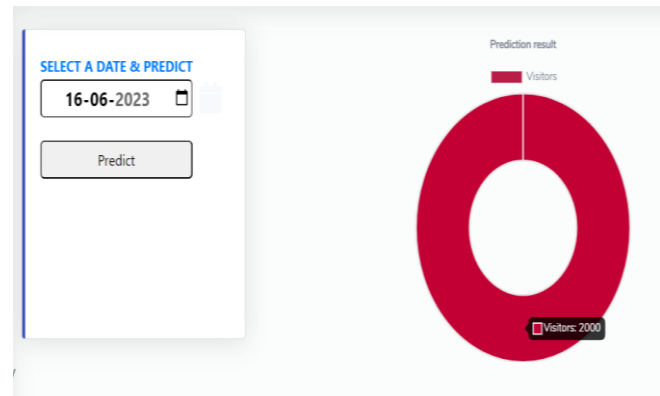 SELECT A DATE & PREDICT
16-06-2023
Predict
Prediction result
Visitors
Visitors: 2000